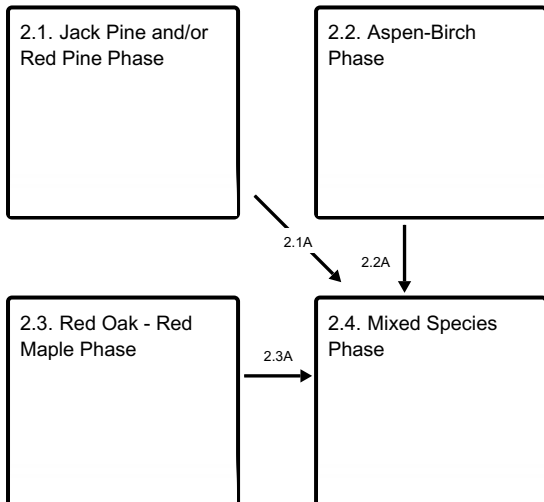 2.1. Jack Pine and/or
Red Pine Phase
2.2. Aspen-Birch
Phase
2.1A
2.2A
2.3. Red Oak - Red
Maple Phase
2.3A
2.4. Mixed Species
Phase